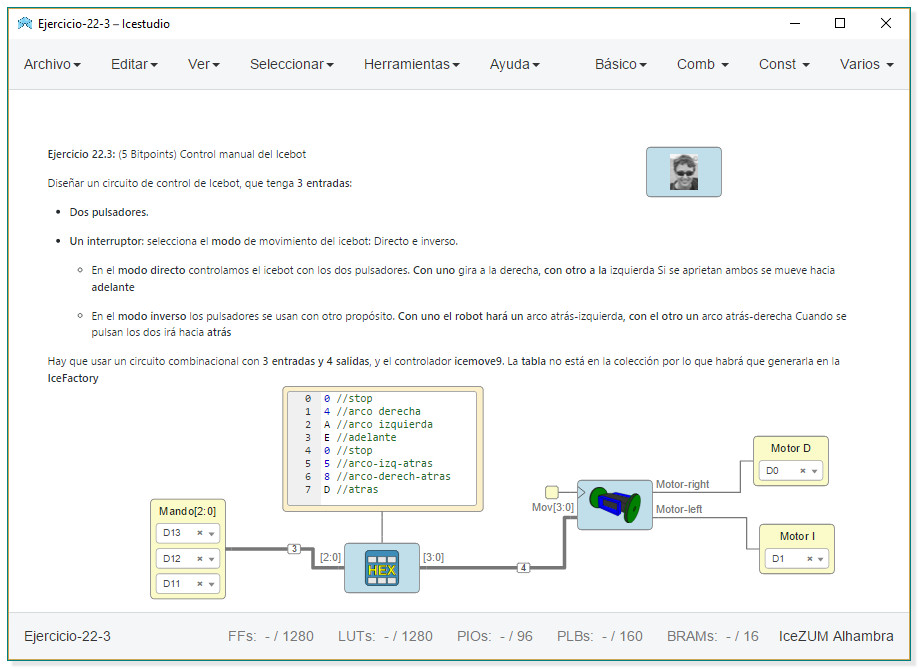 Ejercicio-22-3 – Icestudio
Archivo Editar Ver Seleccionar Herramientas Ayuda Básico Comb Const Varios
Ejercicio 22.3: (5 Bitpoints) Control manual del Icebot
Diseñar un circuito de control de Icebot, que tenga 3 entradas:
• Dos pulsadores.
• Un interruptor: selecciona el modo de movimiento del icebot: Directo e inverso.
○ En el modo directo controlamos el icebot con los dos pulsadores. Con uno gira a la derecha, con otro a la izquierda Si se aprietan ambos se mueve hacia
adelante
○ En el modo inverso los pulsadores se usan con otro propósito. Con uno el robot hará un arco atrás-izquierda, con el otro un arco atrás-derecha Cuando se
pulsan los dos irá hacia atrás
Hay que usar un circuito combinacional con 3 entradas y 4 salidas, y el controlador icemove9. La tabla no está en la colección por lo que habrá que generarla en la
IceFactory
0 0 //stop
1 4 //arco derecha
2 A //arco izquierda
3 E //adelante
4 0 //stop
5 5 //arco-izq-atras
6 8 //arco-derech-atras
7 D //atras
Mando[2:0]
D13
D12
D11
3
[2:0]
HEX
[3:0]
4
Mov[3:0]
Motor-right
Motor-left
Motor D
D0
Motor I
D1
Ejercicio-22-3 FFs: - / 1280 LUTs: - / 1280 PIOs: - / 96 PLBs: - / 160 BRAMs: - / 16 IceZUM Alhambra